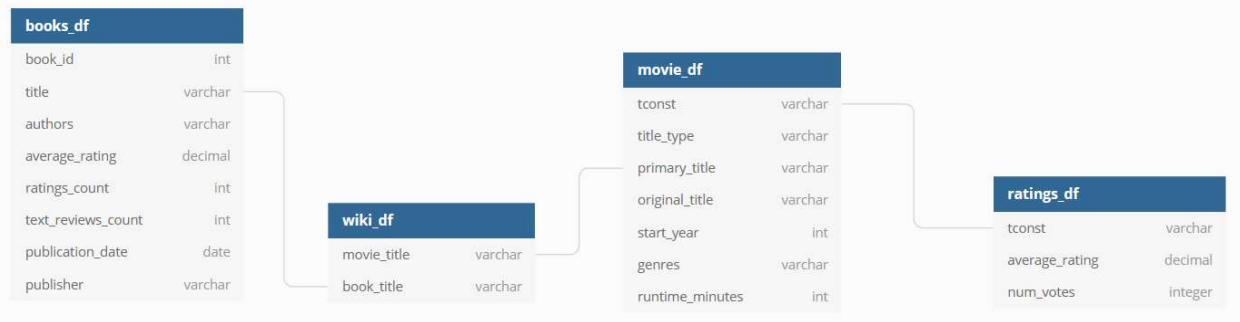 books_df
book_id int
title varchar
authors varchar
average_rating decimal
ratings_count int
text_reviews_count int
publication_date date
publisher varchar
wiki_df
movie_title varchar
book_title varchar
movie_df
tconst varchar
title_type varchar
primary_title varchar
original_title varchar
start_year int
genres varchar
runtime_minutes int
ratings_df
tconst varchar
average_rating decimal
num_votes integer